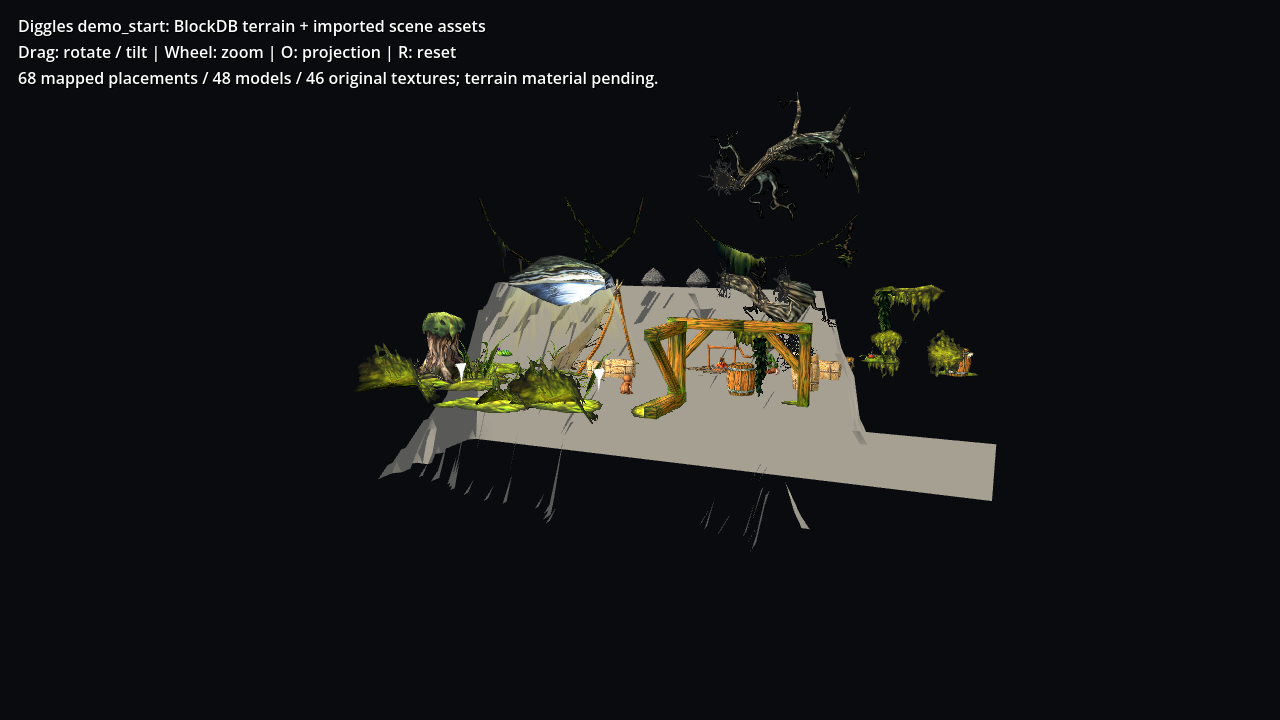 Diggles demo_start: BlockDB terrain + imported scene assets
Drag: rotate / tilt | Wheel: zoom | O: projection | R: reset
68 mapped placements / 48 models / 46 original textures; terrain material pending.